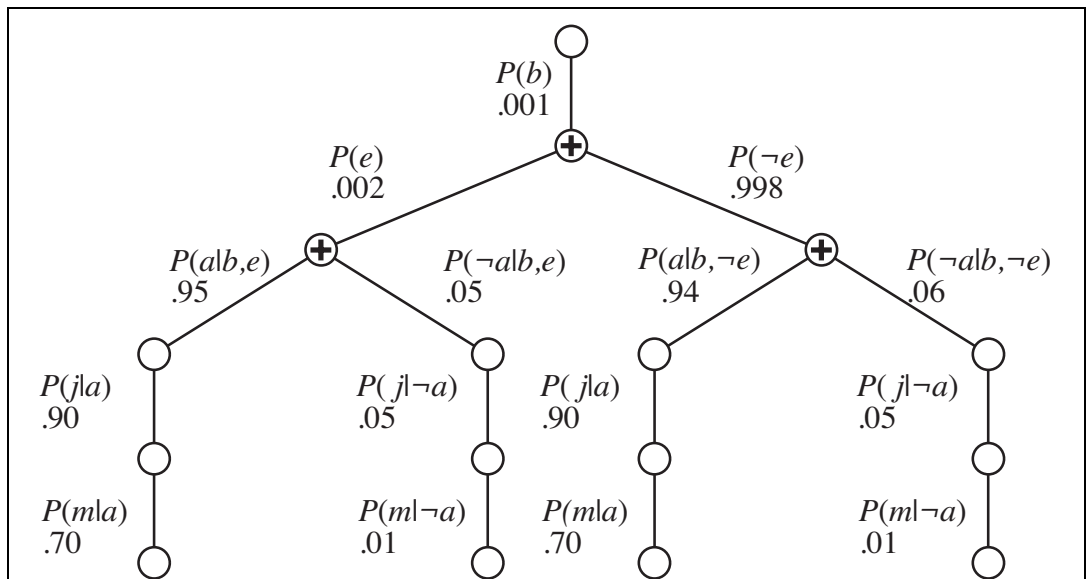 P(b)
.001
P(e)
.002
P(¬e)
.998
P(a|b,e)
.95
P(¬a|b,e)
.05
P(a|b,¬e)
.94
P(¬a|b,¬e)
.06
P(j|a)
.90
P(j|¬a)
.05
P(j|a)
.90
P(j|¬a)
.05
P(m|a)
.70
P(m|¬a)
.01
P(m|a)
.70
P(m|¬a)
.01